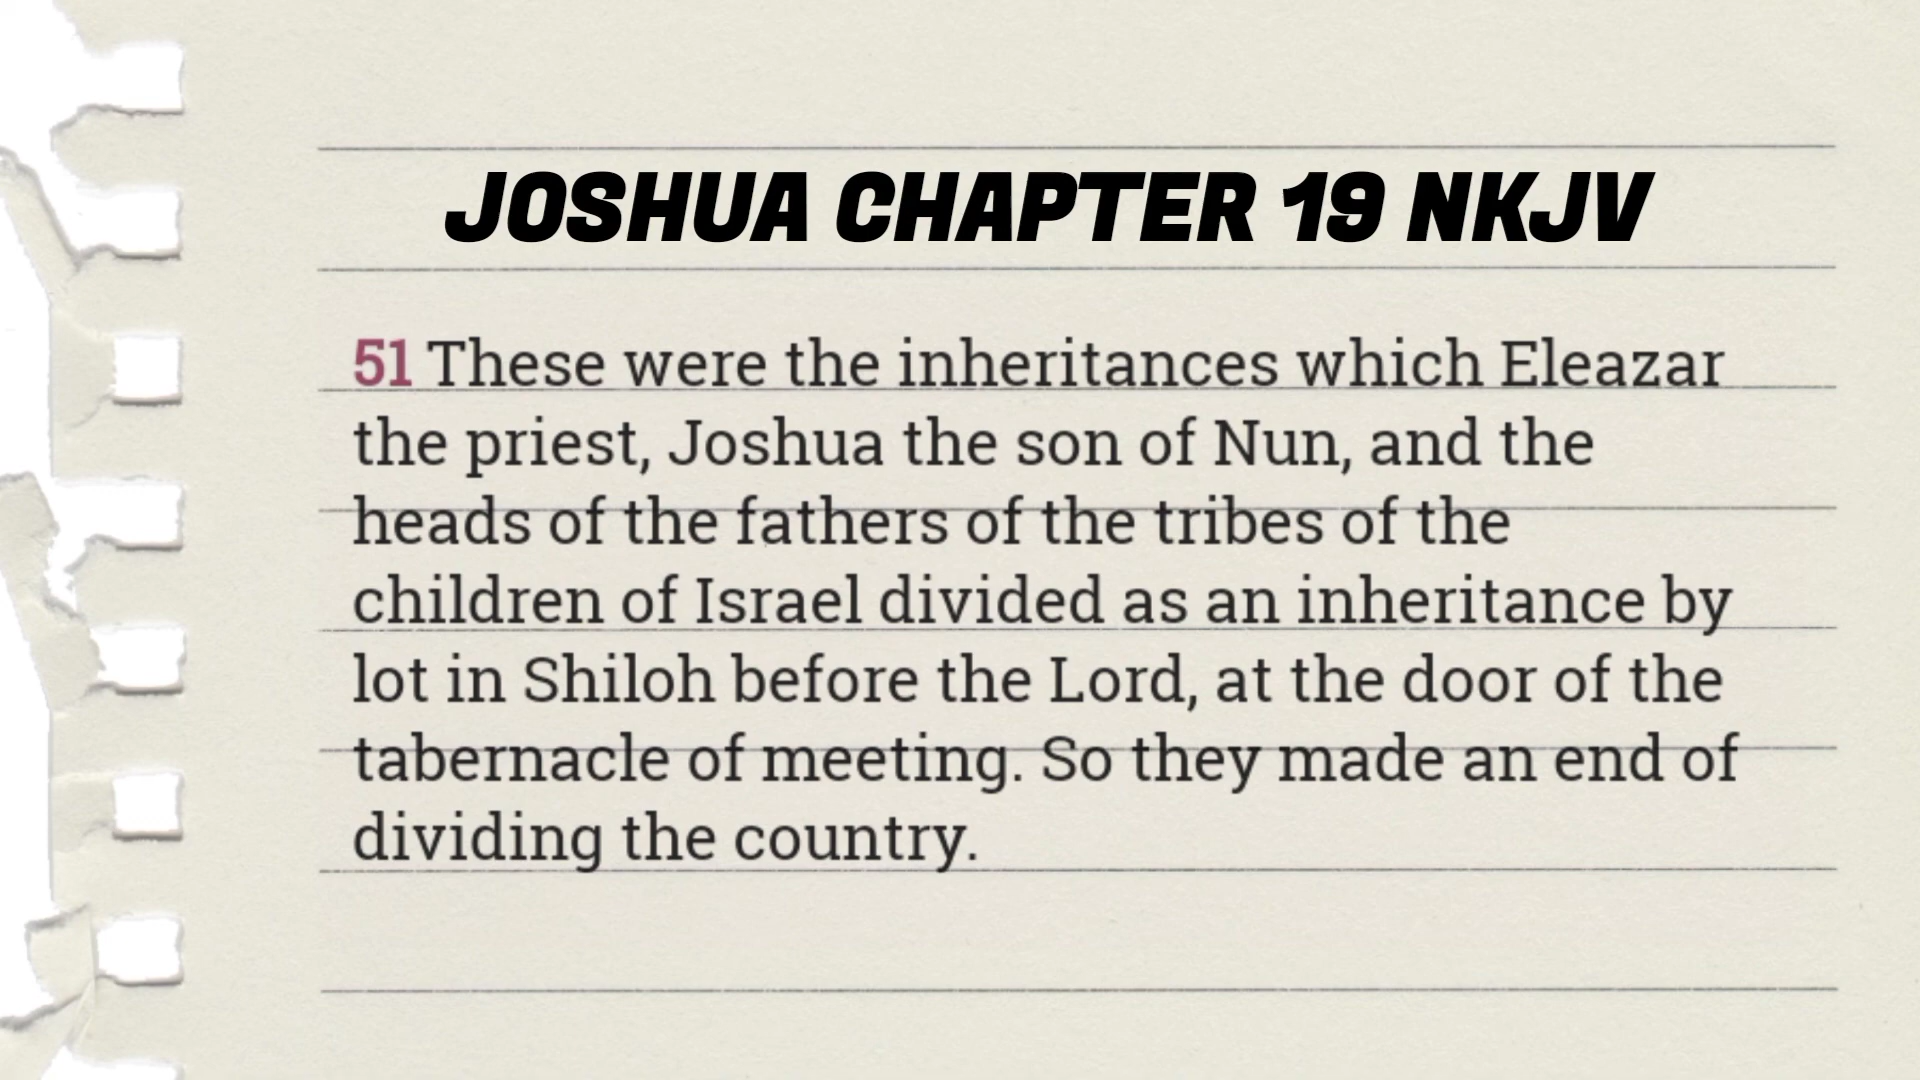 JOSHUA CHAPTER 19 NKJV
51 These were the inheritances which Eleazar
the priest, Joshua the son of Nun, and the
heads of the fathers of the tribes of the
children of Israel divided as an inheritance by
lot in Shiloh before the Lord, at the door of the
tabernacle of meeting. So they made an end of
dividing the country.